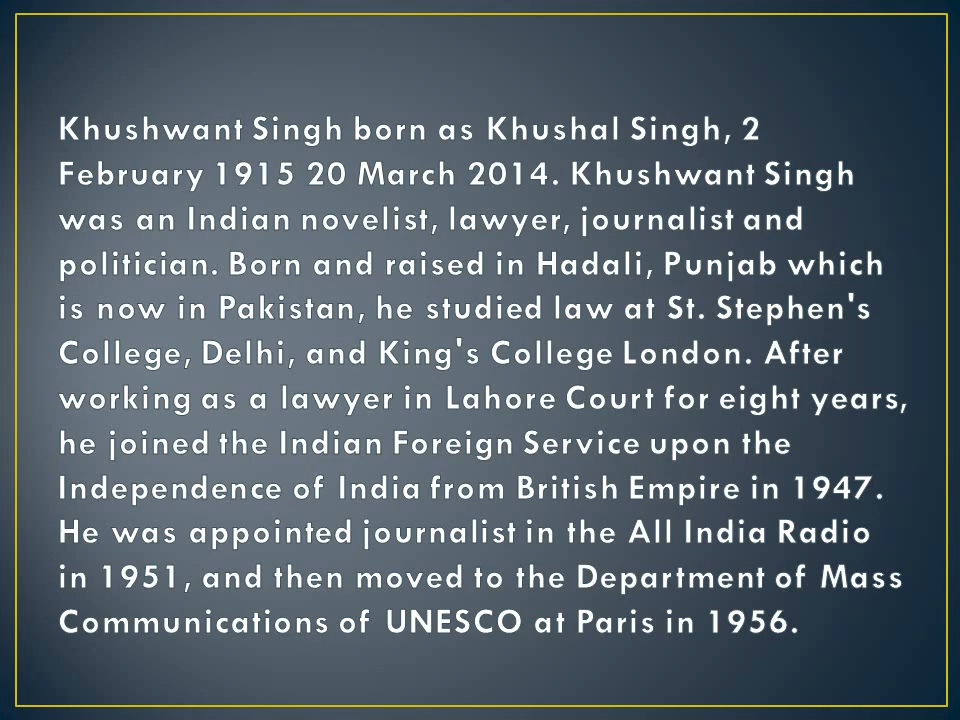 Khushwant Singh born as Khushal Singh, 2
February 1915 20 March 2014. Khushwant Singh
was an Indian novelist, lawyer, journalist and
politician. Born and raised in Hadali, Punjab which
is now in Pakistan, he studied law at St. Stephen's
College, Delhi, and King's College London. After
working as a lawyer in Lahore Court for eight years,
he joined the Indian Foreign Service upon the
Independence of India from British Empire in 1947.
He was appointed journalist in the All India Radio
in 1951, and then moved to the Department of Mass
Communications of UNESCO at Paris in 1956.